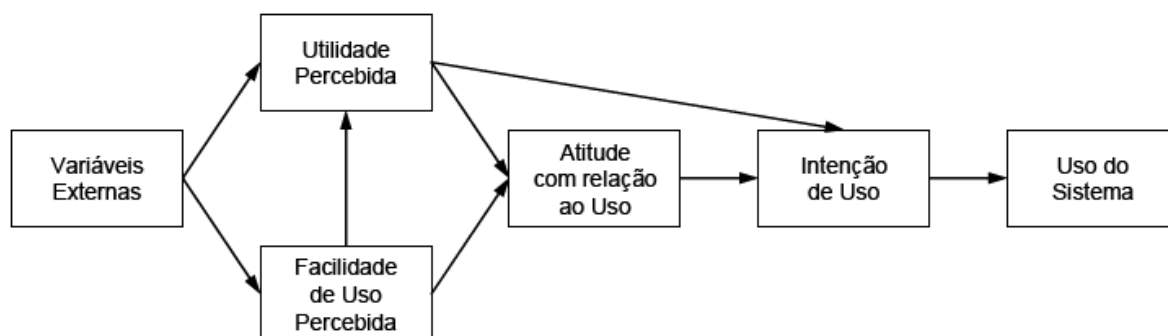 Utilidade
Percebida
Variáveis
Externas
Atitude
com relação
ao Uso
Intenção
de Uso
Uso do
Sistema
Facilidade
de Uso
Percebida